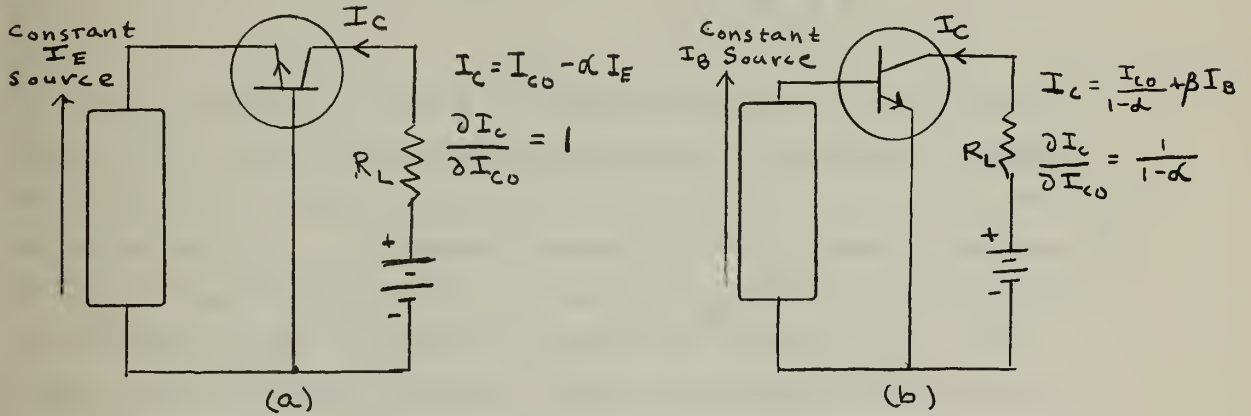 Constant
I_E
Source
I_C
I_C = I_CO - α I_E
∂I_C / ∂I_CO = 1
R_L
+
-
-
(a)
Constant
I_B Source
I_C
I_C = I_CO / 1-α + β I_B
∂I_C / ∂I_CO = 1 / 1-α
R_L
+
-
(b)